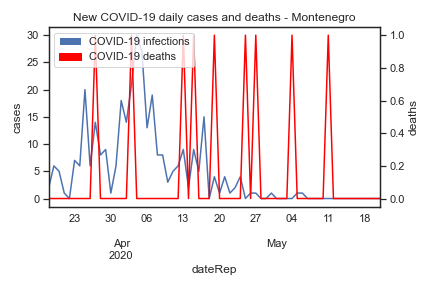 New COVID-19 daily cases and deaths - Montenegro
COVID-19 infections
COVID-19 deaths
cases
30
25
20
15
10
5
0
deaths
1.0
0.8
0.6
0.4
0.2
0.0
23 30 06 13 20 27 04 11 18
Apr May
2020
dateRep